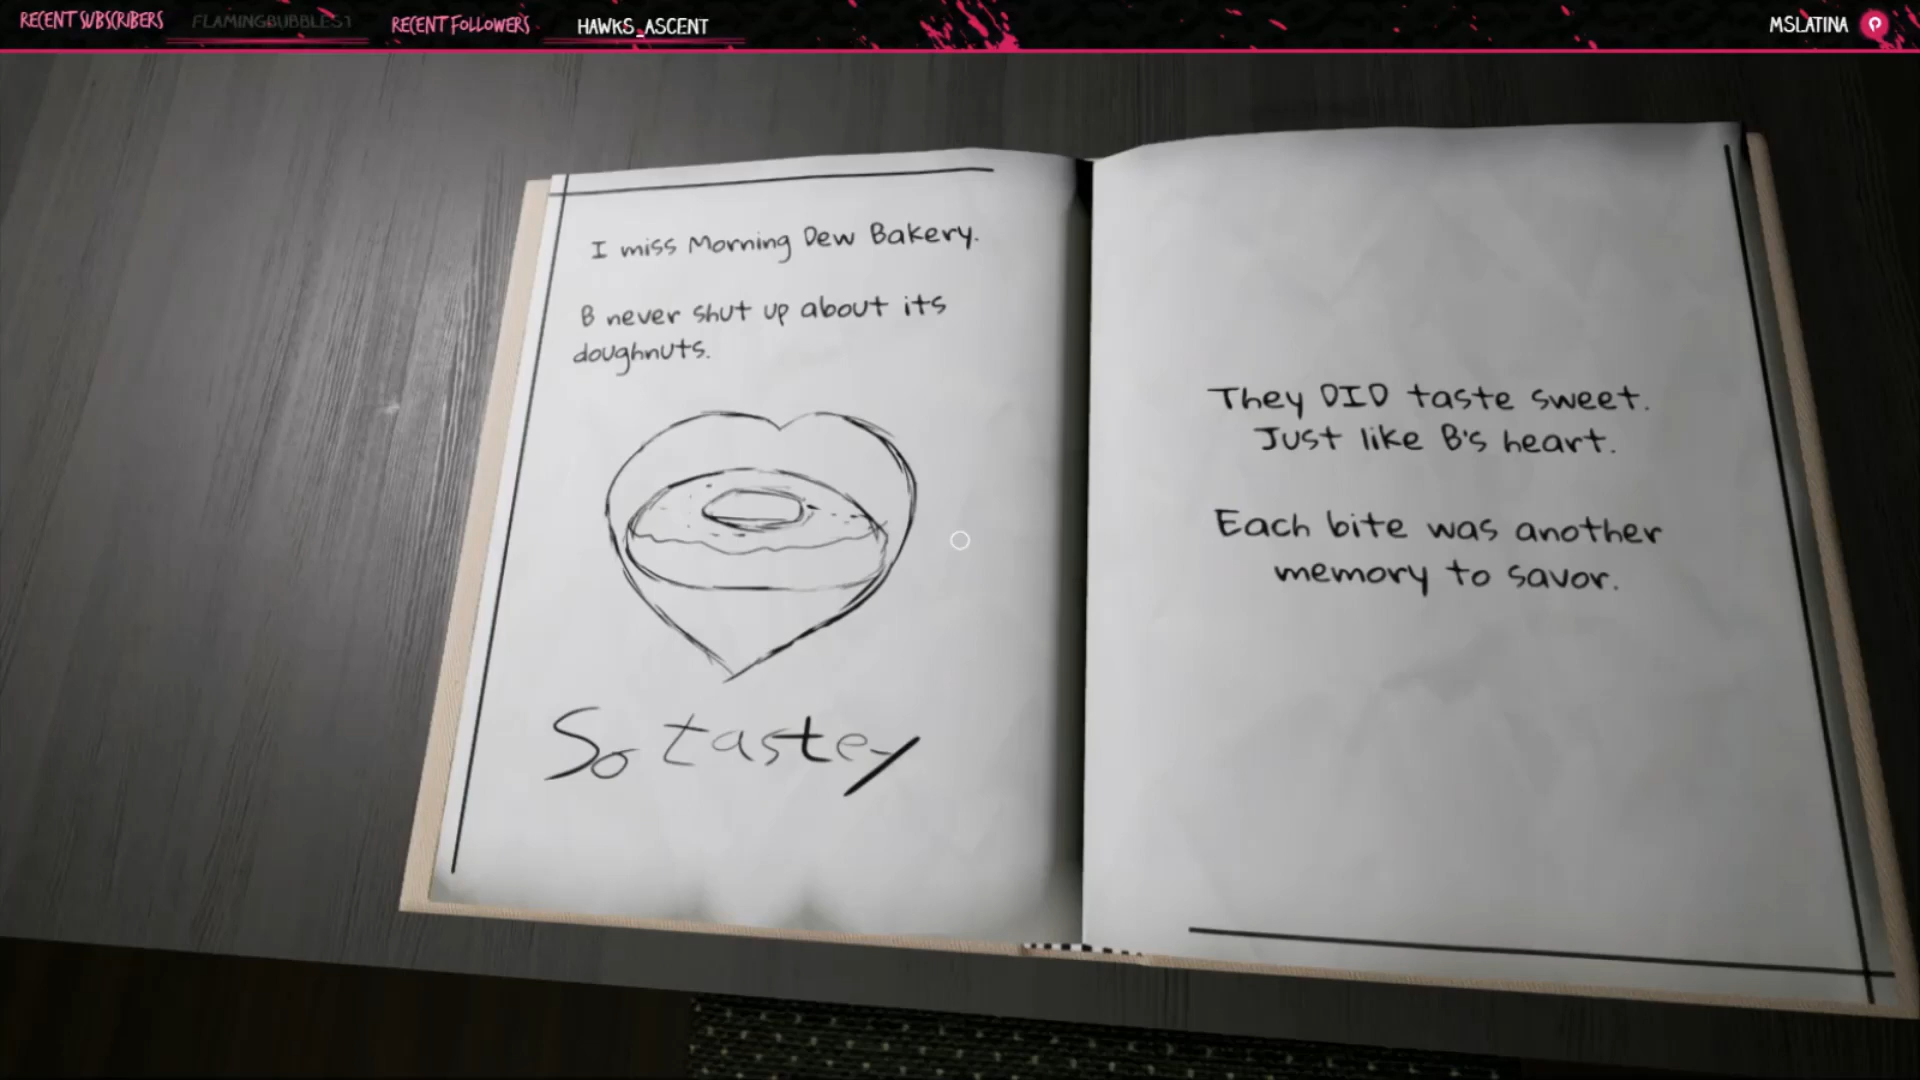 RECENT SUBSCRIBERS
FLAMINGBUBBLES1
RECENT FOLLOWERS
HAWKS_ASCENT
MSLATINA
I miss Morning Dew Bakery.
B never shut up about its
doughnuts.
So tastey
They DID taste sweet.
Just like B's heart.
Each bite was another
memory to savor.